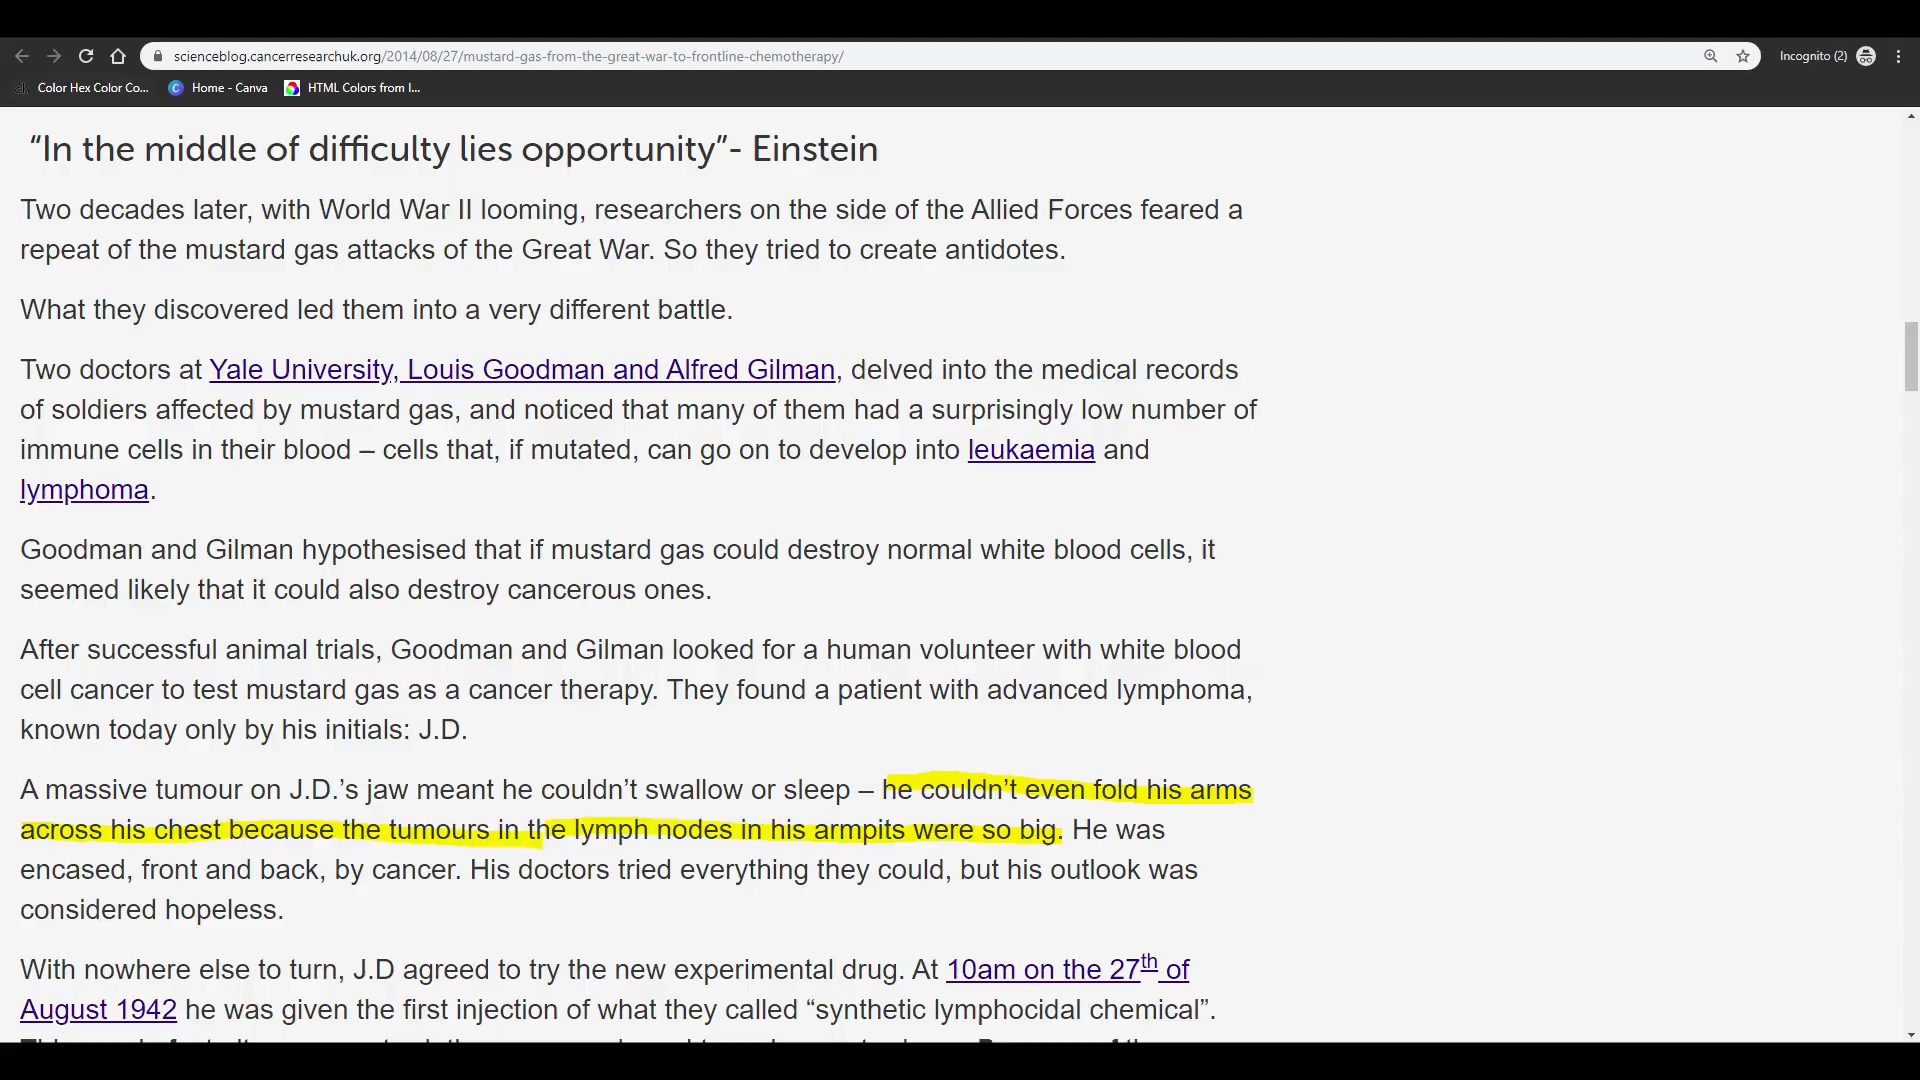 scienceblog.cancerresearchuk.org/2014/08/27/mustard-gas-from-the-great-war-to-frontline-chemotherapy/
Incognito (2)
Color Hex Color Co...
Home - Canva
HTML Colors from I...
“In the middle of difficulty lies opportunity”- Einstein
Two decades later, with World War II looming, researchers on the side of the Allied Forces feared a
repeat of the mustard gas attacks of the Great War. So they tried to create antidotes.
What they discovered led them into a very different battle.
Two doctors at Yale University, Louis Goodman and Alfred Gilman, delved into the medical records
of soldiers affected by mustard gas, and noticed that many of them had a surprisingly low number of
immune cells in their blood – cells that, if mutated, can go on to develop into leukaemia and
lymphoma.
Goodman and Gilman hypothesised that if mustard gas could destroy normal white blood cells, it
seemed likely that it could also destroy cancerous ones.
After successful animal trials, Goodman and Gilman looked for a human volunteer with white blood
cell cancer to test mustard gas as a cancer therapy. They found a patient with advanced lymphoma,
known today only by his initials: J.D.
A massive tumour on J.D.’s jaw meant he couldn’t swallow or sleep – he couldn’t even fold his arms
across his chest because the tumours in the lymph nodes in his armpits were so big. He was
encased, front and back, by cancer. His doctors tried everything they could, but his outlook was
considered hopeless.
With nowhere else to turn, J.D agreed to try the new experimental drug. At 10am on the 27th of
August 1942 he was given the first injection of what they called “synthetic lymphocidal chemical”.